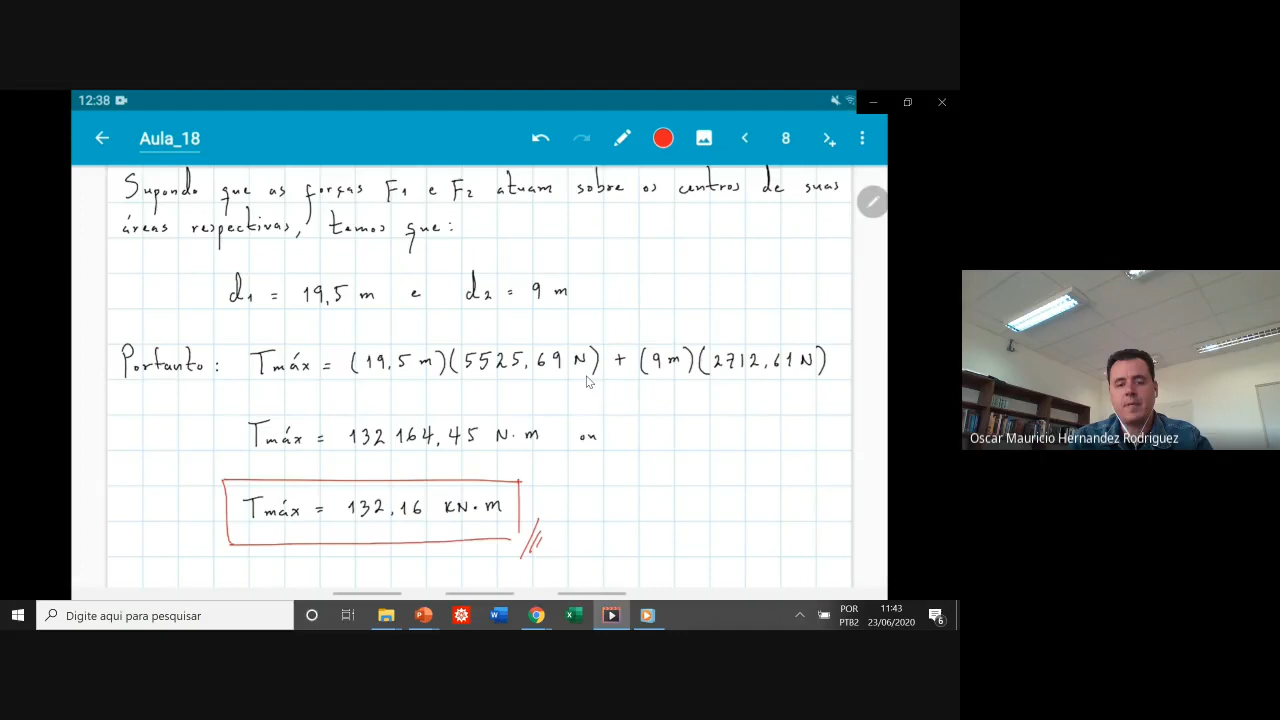 12:38
Aula_18
8
Supondo que as forças F1 e F2 atuam sobre os centros de suas
áreas respectivas, temos que:
d1 = 19,5 m e d2 = 9 m
Portanto: Tmáx = (19,5 m)(5525,69 N) + (9 m)(2712,61 N)
Tmáx = 132 164,45 N·m ou
Tmáx = 132,16 KN·m
Oscar Mauricio Hernandez Rodriguez
Digite aqui para pesquisar
POR
PTB2
11:43
23/06/2020
6